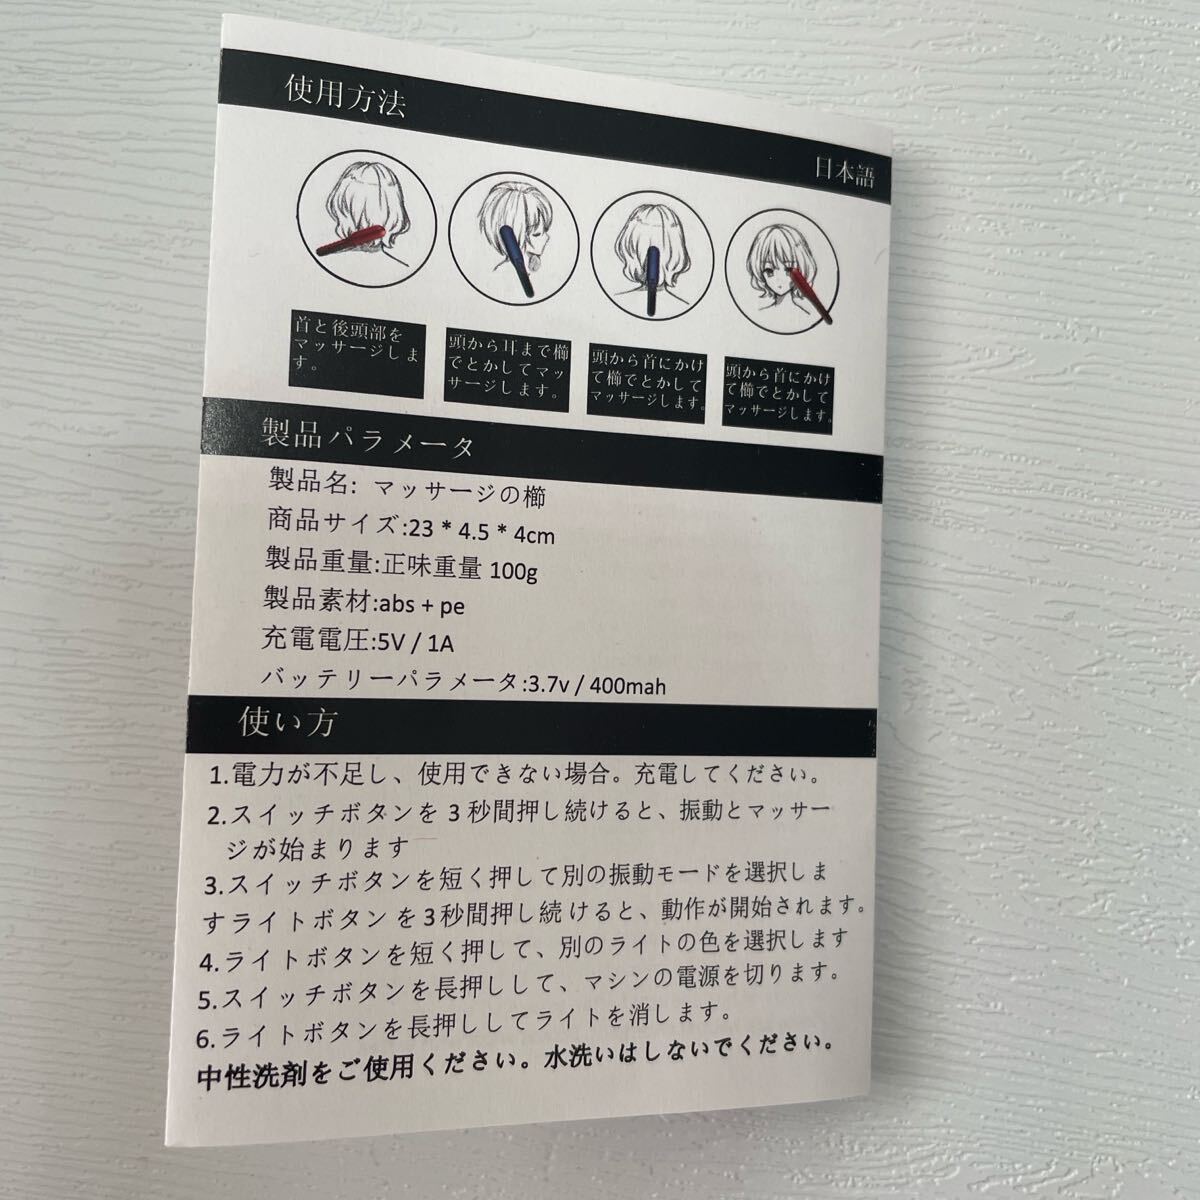 使用方法
日本語
首と後頭部を
マッサージしま
す。
頭から耳まで櫛
でとかしてマッ
サージします。
頭から首にかけ
て櫛でとかして
マッサージします。
頭から首にかけ
て櫛でとかして
マッサージします。
製品パラメータ
製品名: マッサージの櫛
商品サイズ:23 * 4.5 * 4cm
製品重量:正味重量 100g
製品素材:abs + pe
充電電圧:5V / 1A
バッテリーパラメータ:3.7v / 400mah
使い方
1.電力が不足し、使用できない場合。充電してください。
2.スイッチボタンを 3 秒間押し続けると、振動とマッサー
ジが始まります
3.スイッチボタンを短く押して別の振動モードを選択しま
すライトボタンを3秒間押し続けると、動作が開始されます。
4.ライトボタンを短く押して、別のライトの色を選択します
5.スイッチボタンを長押しして、マシンの電源を切ります。
6.ライトボタンを長押ししてライトを消します。
中性洗剤をご使用ください。水洗いはしないでください。